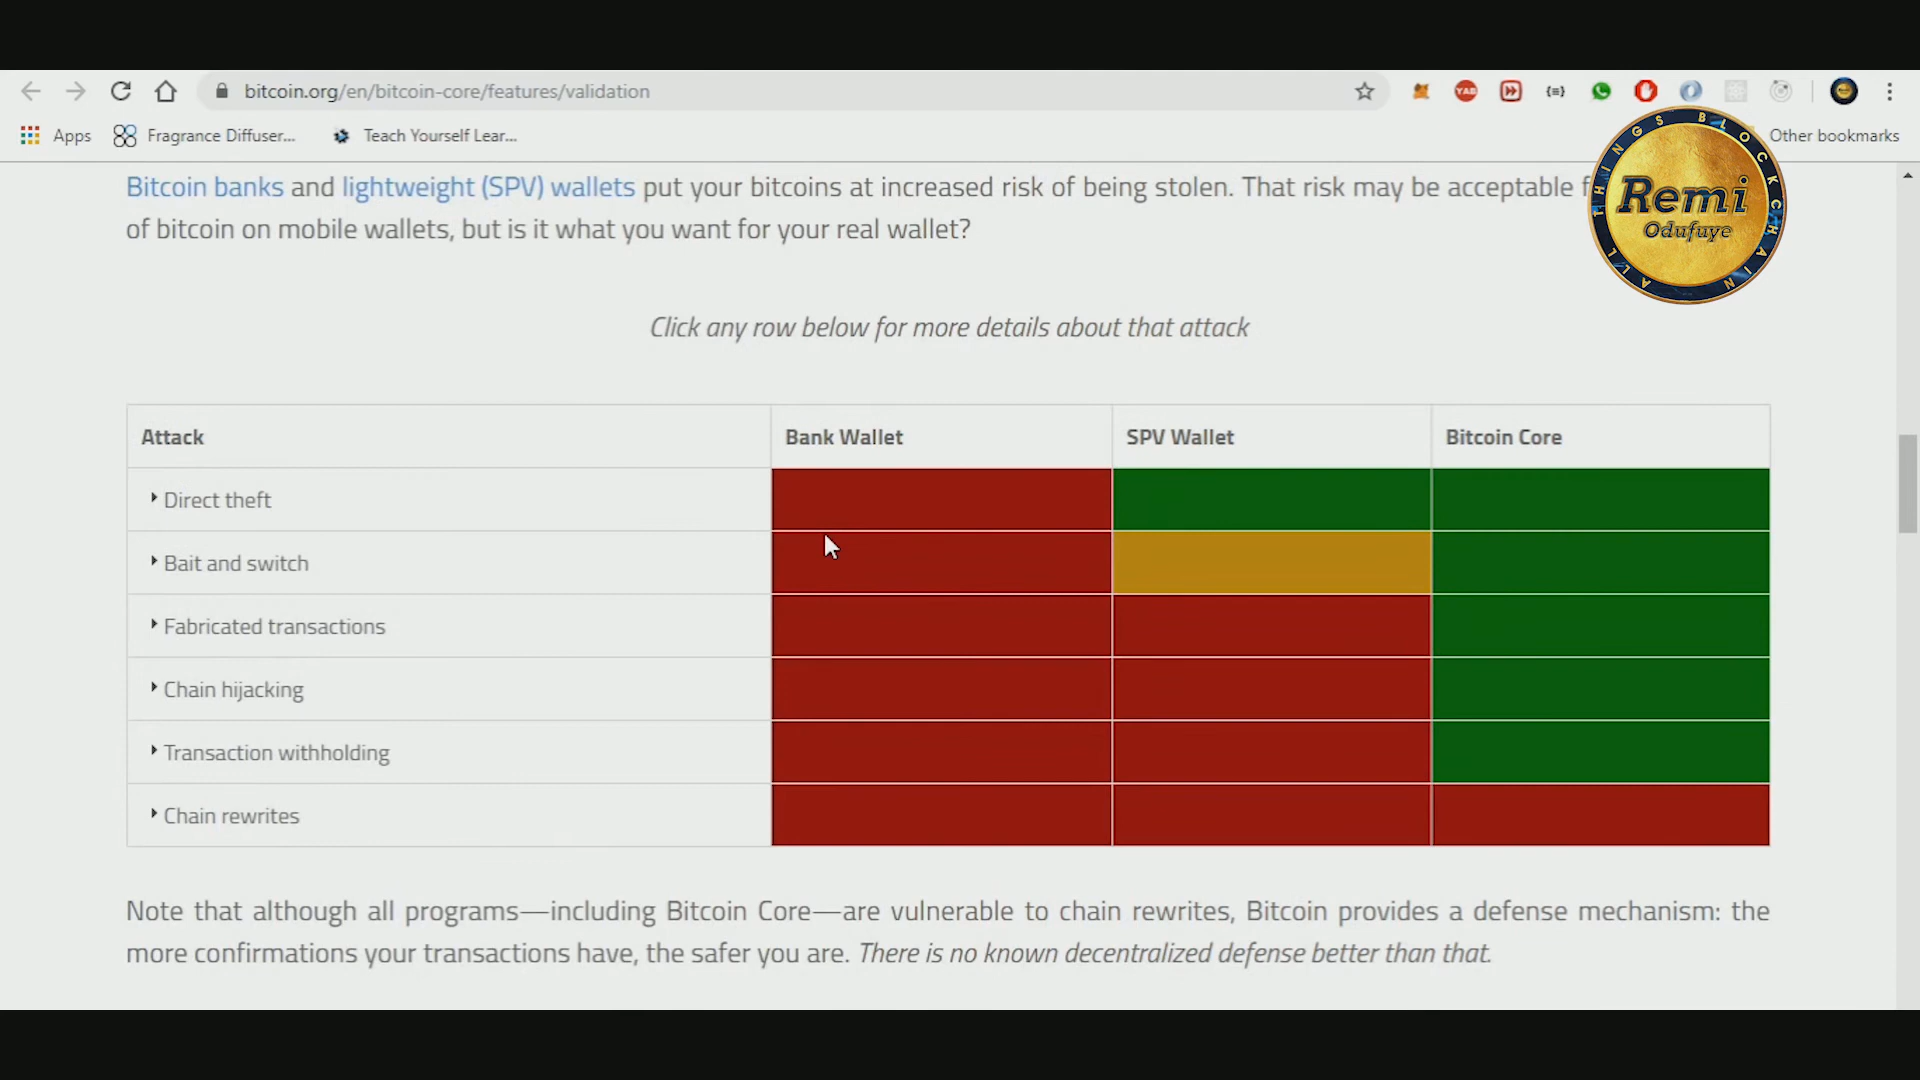 bitcoin.org/en/bitcoin-core/features/validation
Apps Fragrance Diffuser... Teach Yourself Lear... Other bookmarks
ALL THINGS BLOCKCHAIN
Remi
Odufuye
Bitcoin banks and lightweight (SPV) wallets put your bitcoins at increased risk of being stolen. That risk may be acceptable
of bitcoin on mobile wallets, but is it what you want for your real wallet?
Click any row below for more details about that attack
Attack Bank Wallet SPV Wallet Bitcoin Core
Direct theft
Bait and switch
Fabricated transactions
Chain hijacking
Transaction withholding
Chain rewrites
Note that although all programs—including Bitcoin Core—are vulnerable to chain rewrites, Bitcoin provides a defense mechanism: the
more confirmations your transactions have, the safer you are. There is no known decentralized defense better than that.